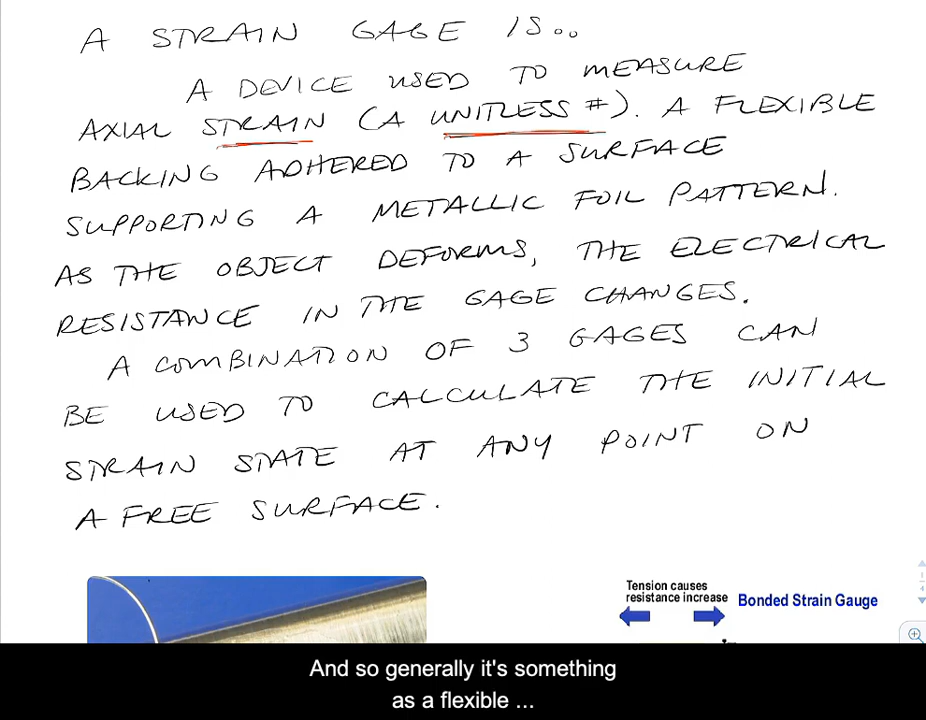 A STRAIN GAGE IS..
A DEVICE USED TO MEASURE
AXIAL STRAIN (A UNITLESS #). A FLEXIBLE
BACKING ADHERED TO A SURFACE
SUPPORTING A METALLIC FOIL PATTERN.
AS THE OBJECT DEFORMS, THE ELECTRICAL
RESISTANCE IN THE GAGE CHANGES.
A COMBINATION OF 3 GAGES CAN
BE USED TO CALCULATE THE INITIAL
STRAIN STATE AT ANY POINT ON
A FREE SURFACE.
Tension causes
resistance increase
Bonded Strain Gauge
And so generally it's something
as a flexible ...